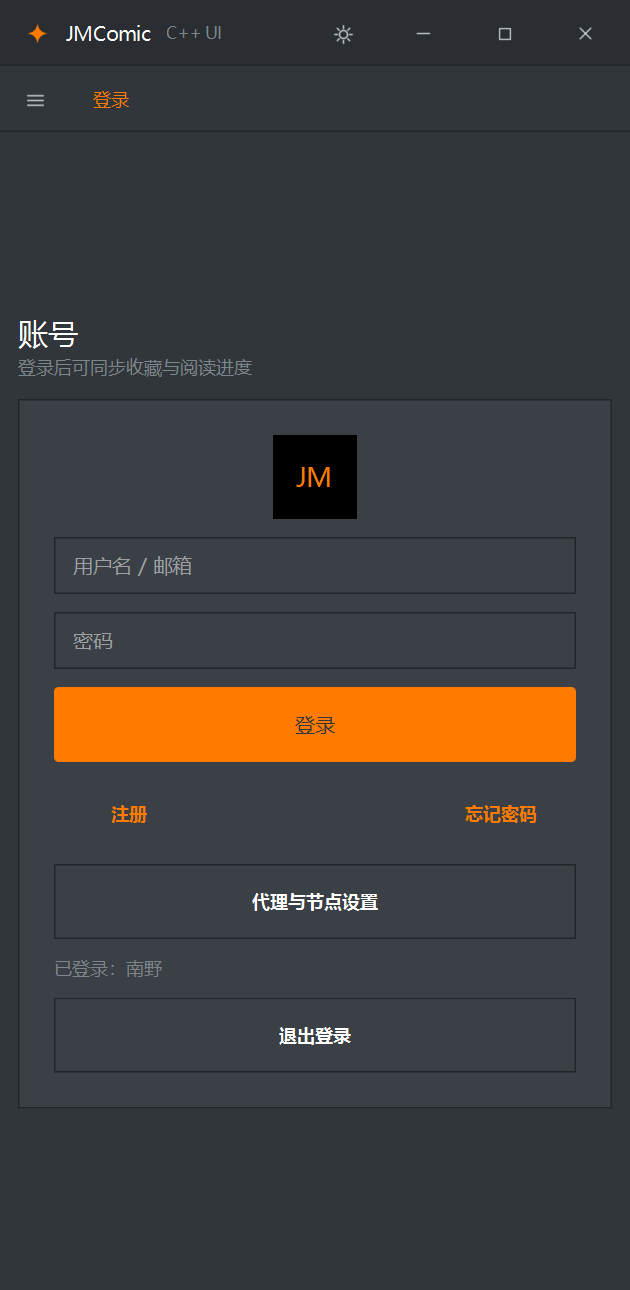 JMComic C++ UI
登录
账号
登录后可同步收藏与阅读进度
JM
用户名 / 邮箱
密码
登录
注册 忘记密码
代理与节点设置
已登录：南野
退出登录